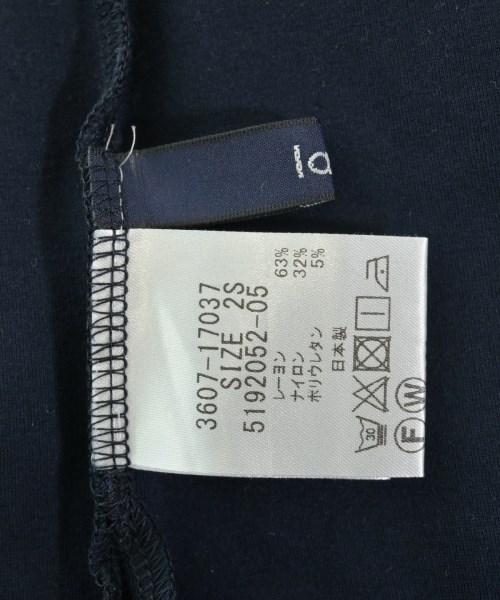 3607-17037
SIZE 2S
5192052-05
レーヨン 63%
ナイロン 32%
ポリウレタン 5%
日本製
30
F W